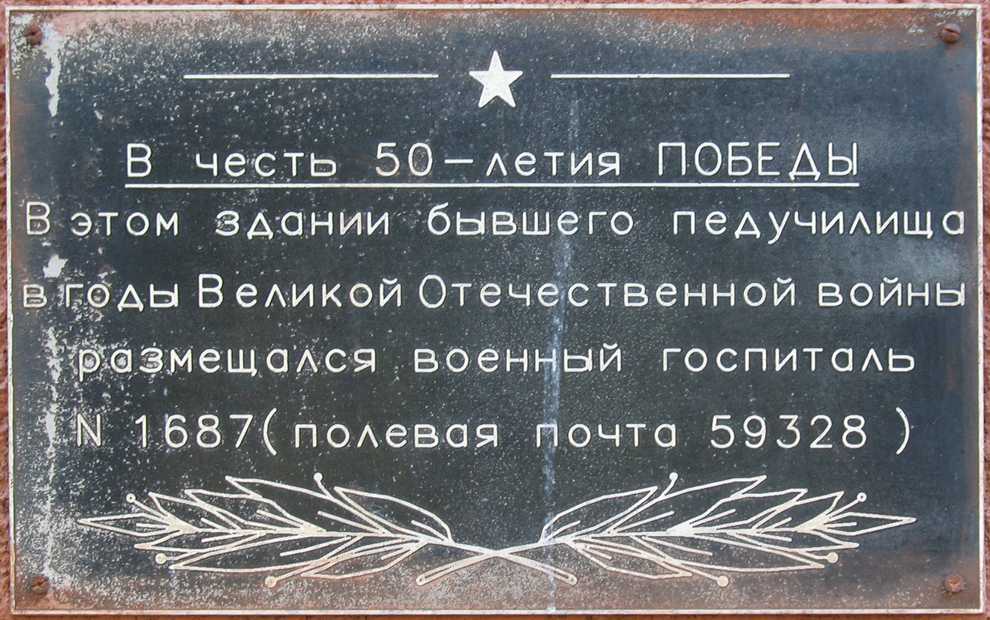 В честь 50-летия ПОБЕДЫ
В этом здании бывшего педучилища
в годы Великой Отечественной войны
размещался военный госпиталь
N 1687 (полевая почта 59328)